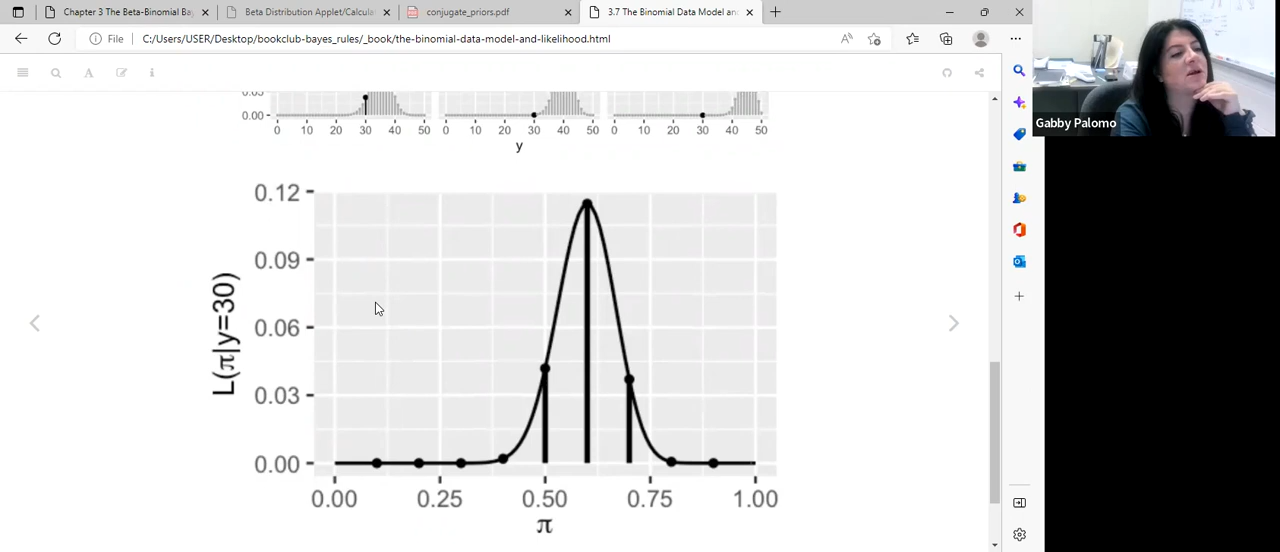 Chapter 3 The Beta-Binomial Ba
Beta Distribution Applet/Calcula
conjugate_priors.pdf
3.7 The Binomial Data Model and
File
C:/Users/USER/Desktop/bookclub-bayes_rules/_book/the-binomial-data-model-and-likelihood.html
Gabby Palomo
0.00
0 10 20 30 40 50 0 10 20 30 40 50 0 10 20 30 40 50
y
0.12
0.09
0.06
0.03
0.00
L(π|y=30)
0.00 0.25 0.50 0.75 1.00
π